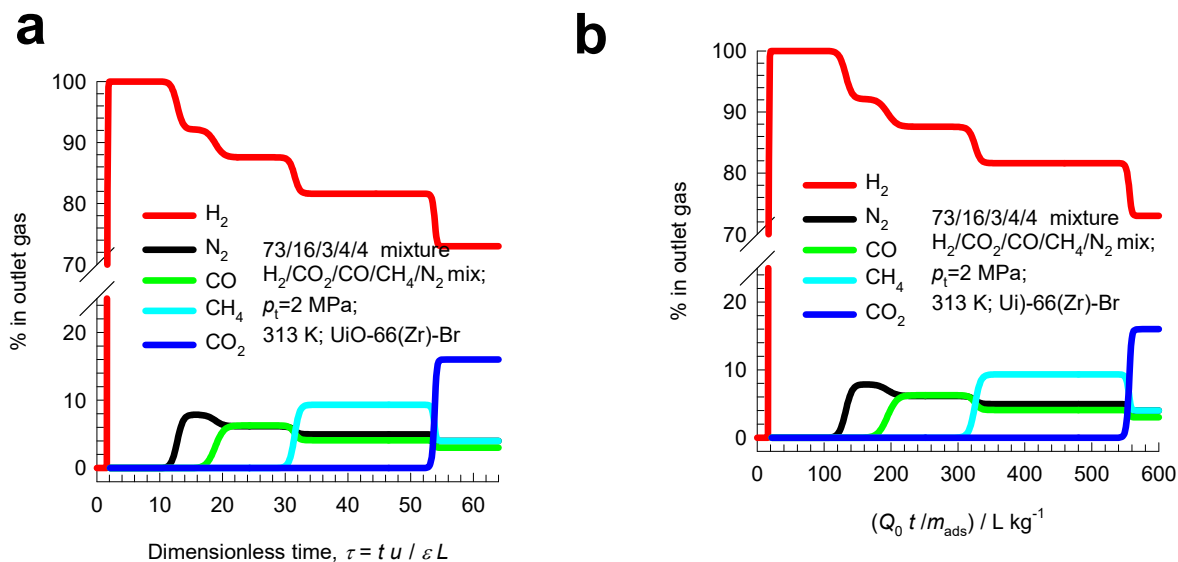 a
100
90
80
70
20
10
0
% in outlet gas
H2
N2
CO
CH4
CO2
73/16/3/4/4 mixture
H2/CO2/CO/CH4/N2 mix;
pt=2 MPa;
313 K; UiO-66(Zr)-Br
0 10 20 30 40 50 60
Dimensionless time, τ = t u / ε L
b
100
90
80
70
20
10
0
% in outlet gas
H2
N2
CO
CH4
CO2
73/16/3/4/4 mixture
H2/CO2/CO/CH4/N2 mix;
pt=2 MPa;
313 K; Ui)-66(Zr)-Br
0 100 200 300 400 500 600
(Q0 t /mads) / L kg-1